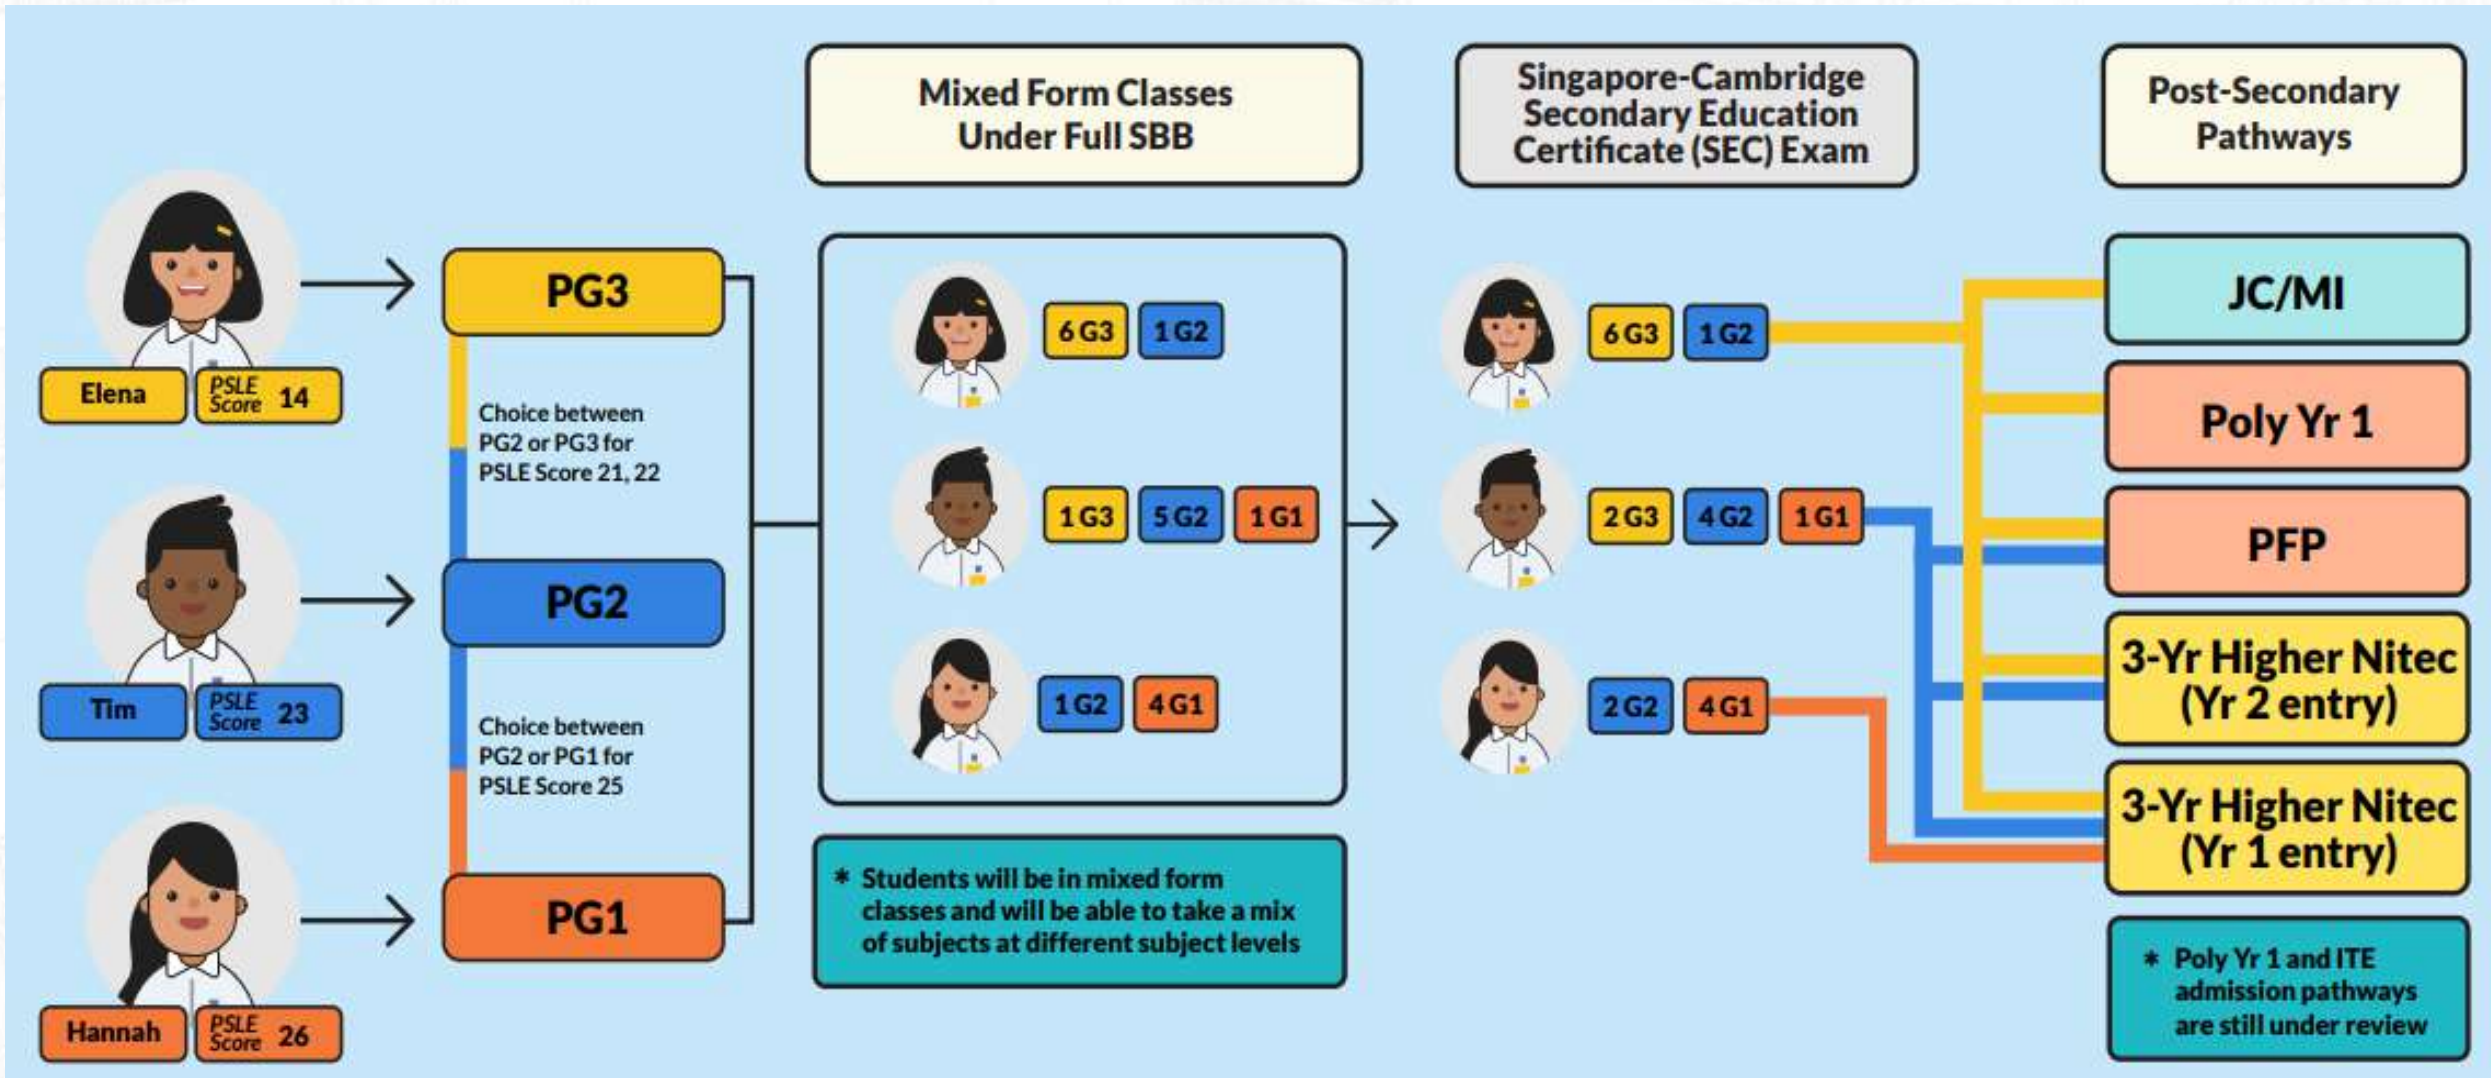 Mixed Form Classes
Under Full SBB
Singapore-Cambridge
Secondary Education
Certificate (SEC) Exam
Post-Secondary
Pathways
Elena
PSLE
Score 14
Tim
PSLE
Score 23
Hannah
PSLE
Score 26
PG3
Choice between
PG2 or PG3 for
PSLE Score 21, 22
PG2
Choice between
PG2 or PG1 for
PSLE Score 25
PG1
6 G3 1 G2
1 G3 5 G2 1 G1
1 G2 4 G1
* Students will be in mixed form
classes and will be able to take a mix
of subjects at different subject levels
6 G3 1 G2
2 G3 4 G2 1 G1
2 G2 4 G1
JC/MI
Poly Yr 1
PFP
3-Yr Higher Nitec
(Yr 2 entry)
3-Yr Higher Nitec
(Yr 1 entry)
* Poly Yr 1 and ITE
admission pathways
are still under review